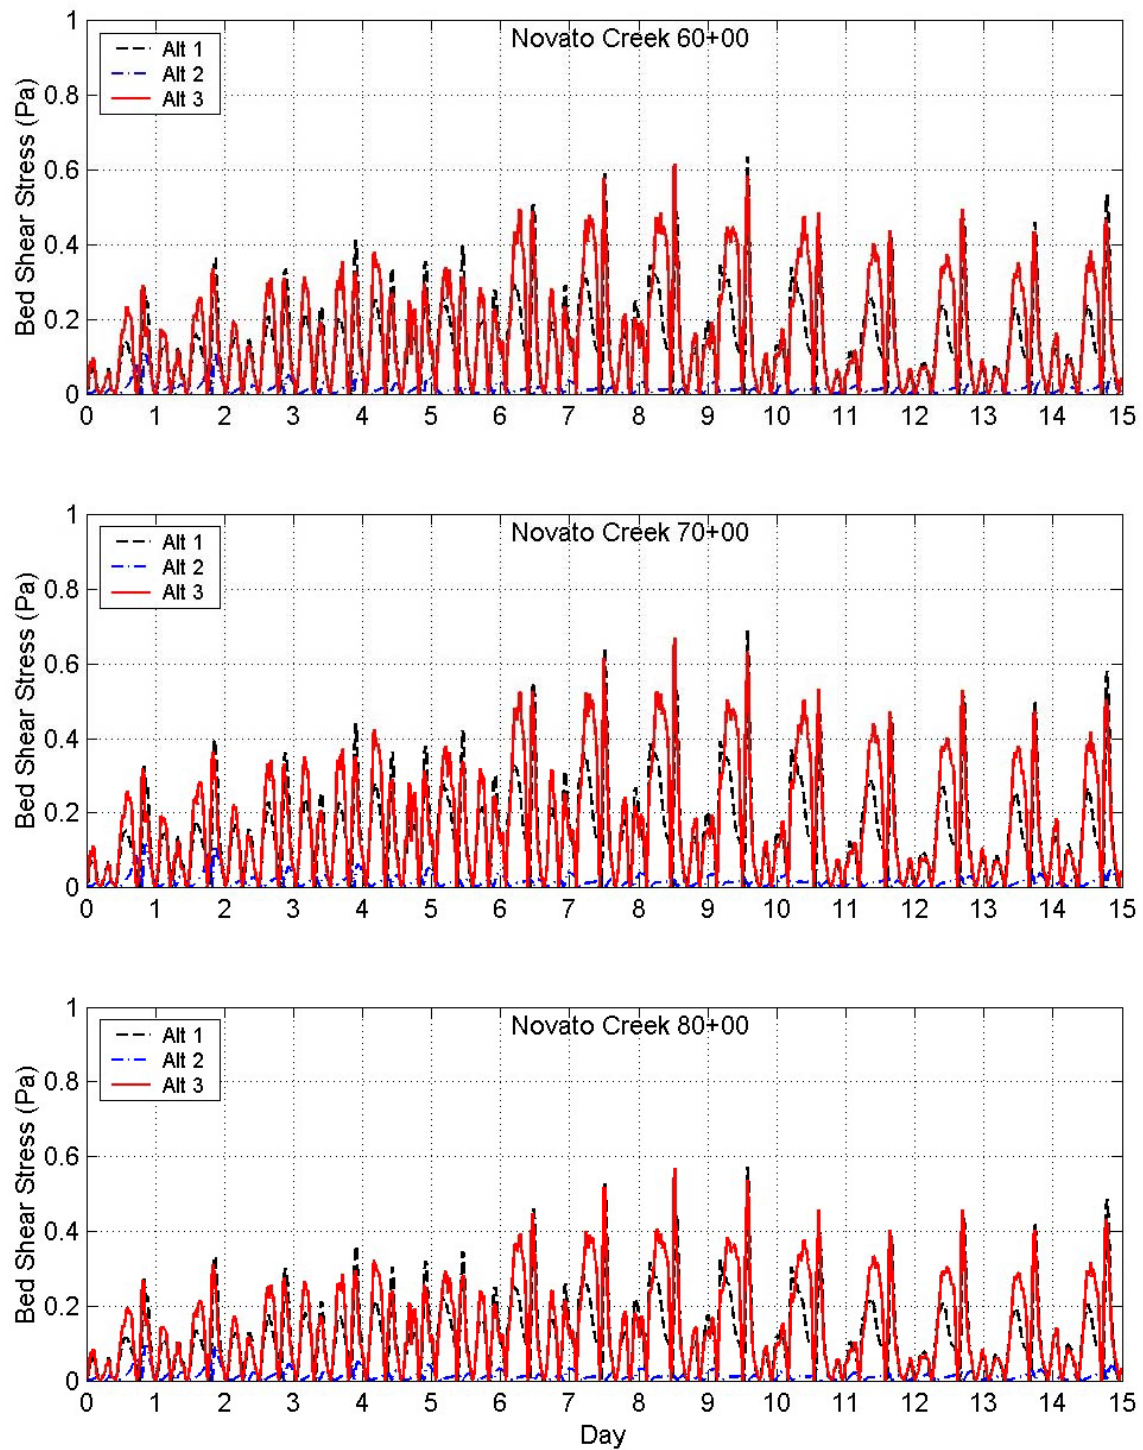 Novato Creek 60+00
Bed Shear Stress (Pa)
Alt 1
Alt 2
Alt 3
1
0.8
0.6
0.4
0.2
0
0 1 2 3 4 5 6 7 8 9 10 11 12 13 14 15
Novato Creek 70+00
Bed Shear Stress (Pa)
Alt 1
Alt 2
Alt 3
1
0.8
0.6
0.4
0.2
0
0 1 2 3 4 5 6 7 8 9 10 11 12 13 14 15
Novato Creek 80+00
Bed Shear Stress (Pa)
Alt 1
Alt 2
Alt 3
1
0.8
0.6
0.4
0.2
0
0 1 2 3 4 5 6 7 8 9 10 11 12 13 14 15
Day